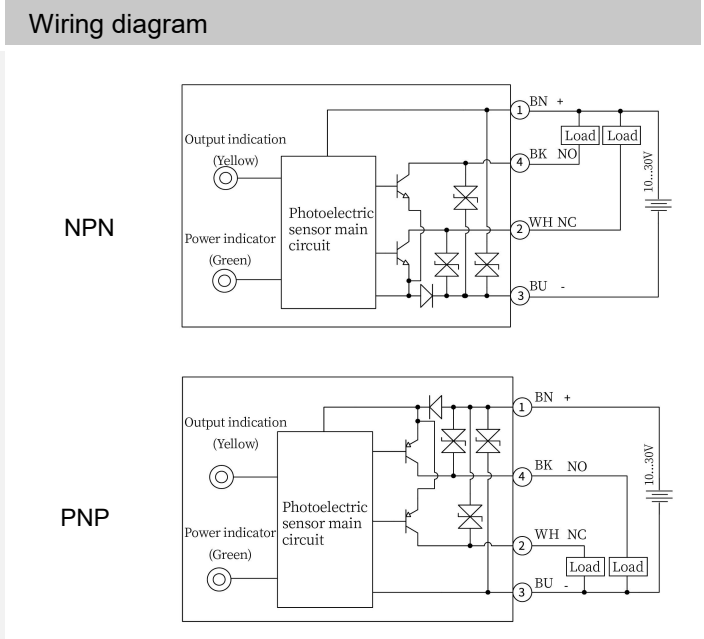 Wiring diagram
NPN
Output indication
(Yellow)
Power indicator
(Green)
Photoelectric
sensor main
circuit
1 BN +
4 BK NO
2 WH NC
3 BU -
Load Load
10...30V
PNP
Output indication
(Yellow)
Power indicator
(Green)
Photoelectric
sensor main
circuit
1 BN +
4 BK NO
2 WH NC
3 BU -
Load Load
10...30V